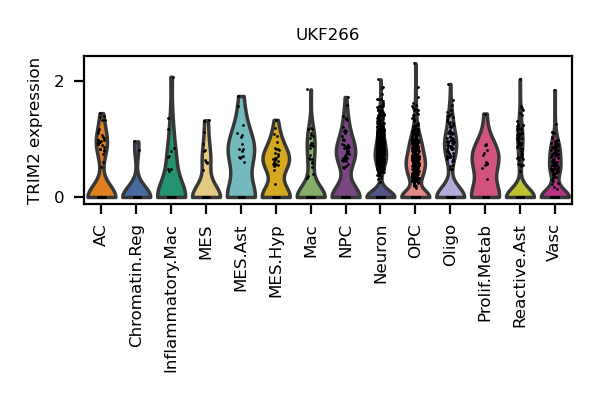 UKF266
TRIM2 expression
2
0
AC
Chromatin.Reg
Inflammatory.Mac
MES
MES.Ast
MES.Hyp
Mac
NPC
Neuron
OPC
Oligo
Prolif.Metab
Reactive.Ast
Vasc